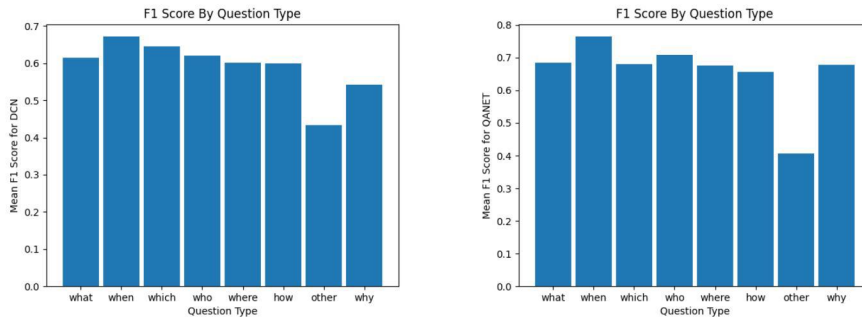 F1 Score By Question Type
Mean F1 Score for DCN
0.7
0.6
0.5
0.4
0.3
0.2
0.1
0.0
what when which who where how other why
Question Type
F1 Score By Question Type
Mean F1 Score for QANET
0.8
0.7
0.6
0.5
0.4
0.3
0.2
0.1
0.0
what when which who where how other why
Question Type